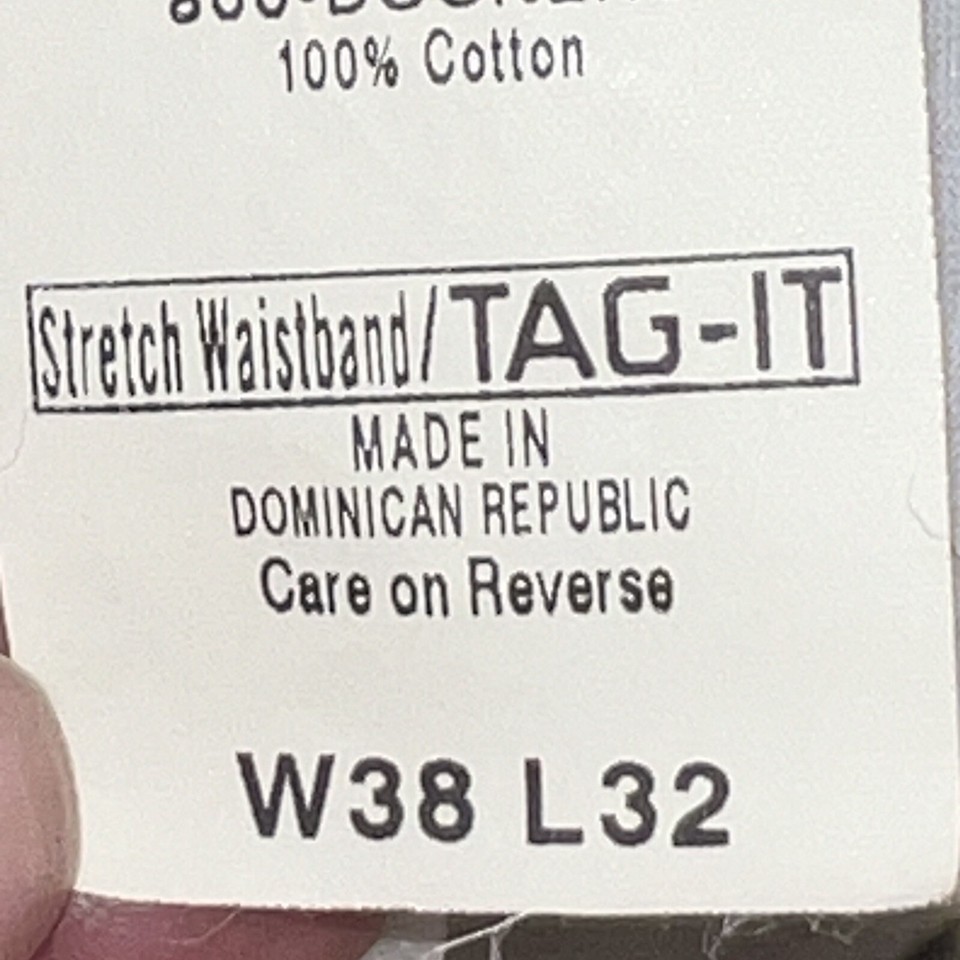 100% Cotton
Stretch Waistband/TAG-IT
MADE IN
DOMINICAN REPUBLIC
Care on Reverse
W38 L32